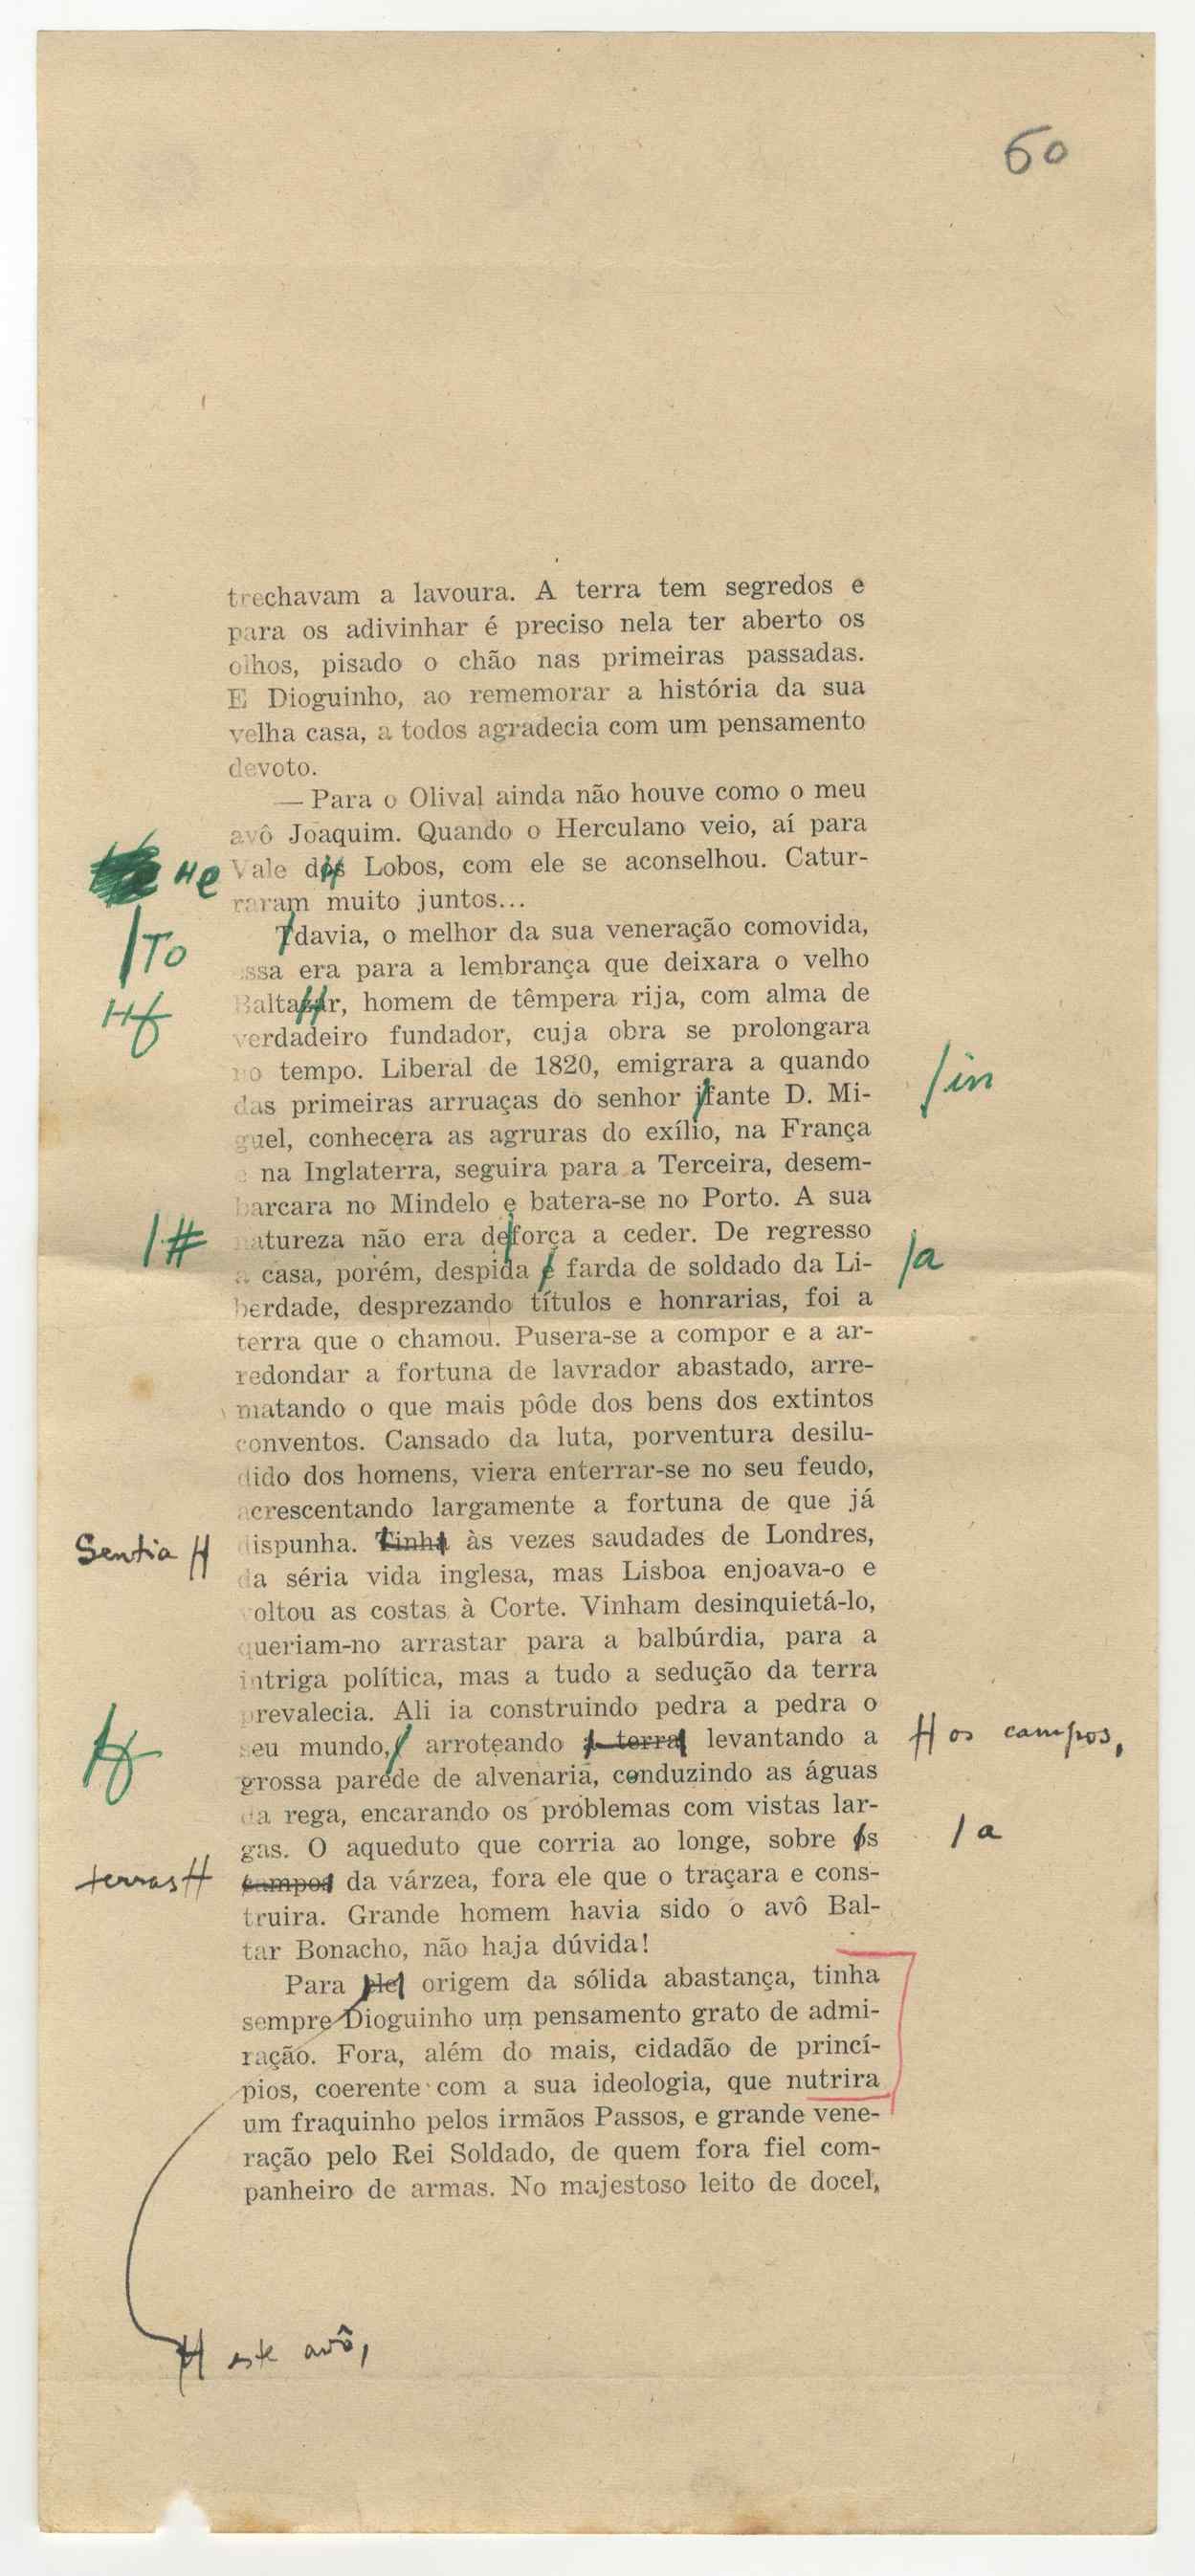 60
trechavam a lavoura. A terra tem segredos e
para os adivinhar é preciso nela ter aberto os
olhos, pisado o chão nas primeiras passadas.
E Dioguinho, ao rememorar a história da sua
velha casa, a todos agradecia com um pensamento
devoto.
— Para o Olival ainda não houve como o meu
avô Joaquim. Quando o Herculano veio, aí para
He Vale dos Lobos, com ele se aconselhou. Catur-
raram muito juntos...
/To Tdavia, o melhor da sua veneração comovida,
essa era para a lembrança que deixara o velho
Baltar, homem de têmpera rija, com alma de
verdadeiro fundador, cuja obra se prolongara
no tempo. Liberal de 1820, emigrara a quando
das primeiras arruaças do senhor ifante D. Mi- /in
guel, conhecera as agruras do exílio, na França
e na Inglaterra, seguira para a Terceira, desem-
barcara no Mindelo e batera-se no Porto. A sua
/# natureza não era deforça a ceder. De regresso
a casa, porém, despida e farda de soldado da Li- /a
berdade, desprezando títulos e honrarias, foi a
terra que o chamou. Pusera-se a compor e a ar-
redondar a fortuna de lavrador abastado, arre-
matando o que mais pôde dos bens dos extintos
conventos. Cansado da luta, porventura desilu-
dido dos homens, viera enterrar-se no seu feudo,
acrescentando largamente a fortuna de que já
Sentia H dispunha. Tinha às vezes saudades de Londres,
da séria vida inglesa, mas Lisboa enjoava-o e
voltou as costas à Corte. Vinham desinquietá-lo,
queriam-no arrastar para a balbúrdia, para a
intriga política, mas a tudo a sedução da terra
prevalecia. Ali ia construindo pedra a pedra o
seu mundo, arroteando a terra levantando a H os campos,
grossa parede de alvenaria, conduzindo as águas
da rega, encarando os problemas com vistas lar-
gas. O aqueduto que corria ao longe, sobre os / a
terras H campos da várzea, fora ele que o traçara e cons-
truira. Grande homem havia sido o avô Bal-
tar Bonacho, não haja dúvida!
Para ele origem da sólida abastança, tinha
sempre Dioguinho um pensamento grato de admi-
ração. Fora, além do mais, cidadão de princí-
pios, coerente com a sua ideologia, que nutrira
um fraquinho pelos irmãos Passos, e grande vene-
ração pelo Rei Soldado, de quem fora fiel com-
panheiro de armas. No majestoso leito de docel,
H este avô,